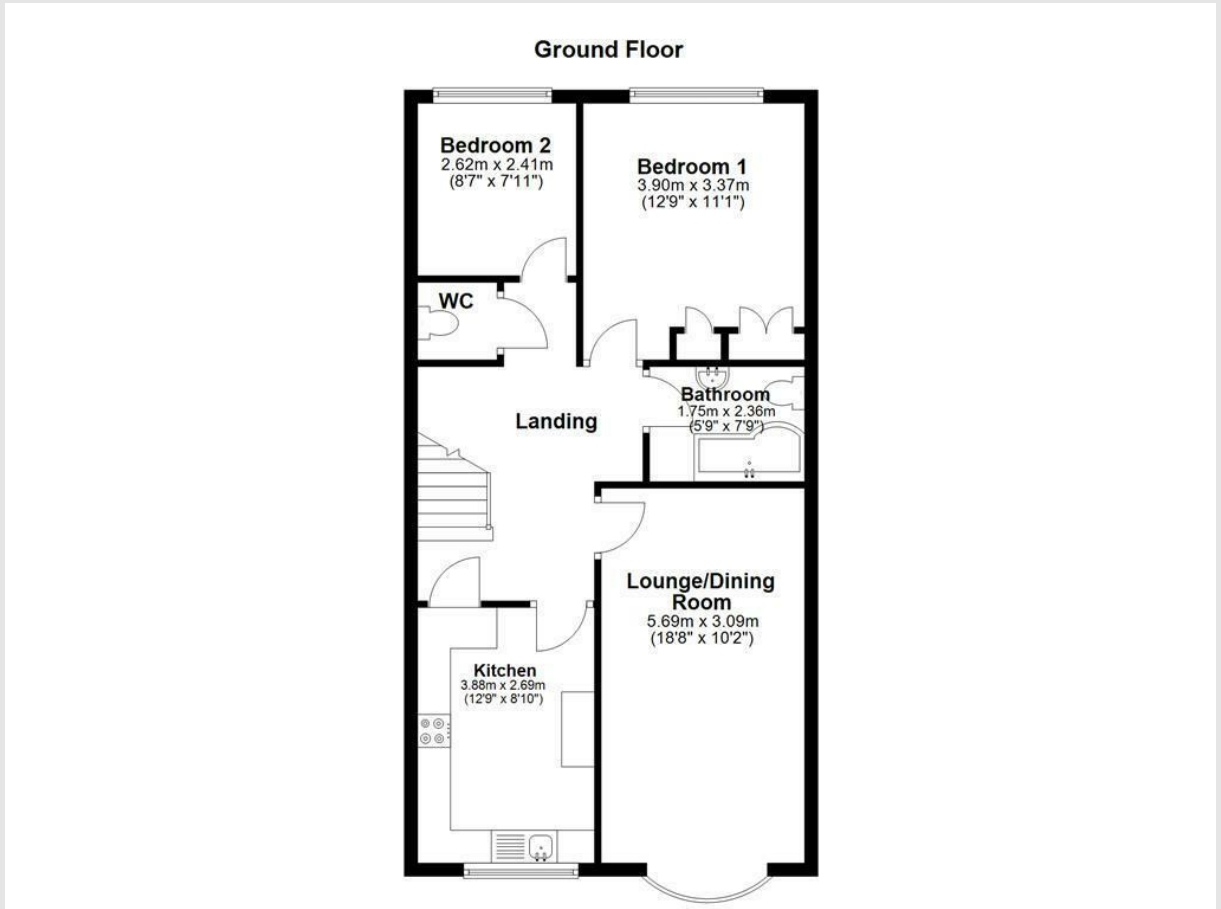 Ground Floor
Bedroom 2
2.62m x 2.41m
(8'7" x 7'11")
Bedroom 1
3.90m x 3.37m
(12'9" x 11'1")
WC
Bathroom
1.75m x 2.36m
(5'9" x 7'9")
Landing
Lounge/Dining
Room
5.69m x 3.09m
(18'8" x 10'2")
Kitchen
3.88m x 2.69m
(12'9" x 8'10")